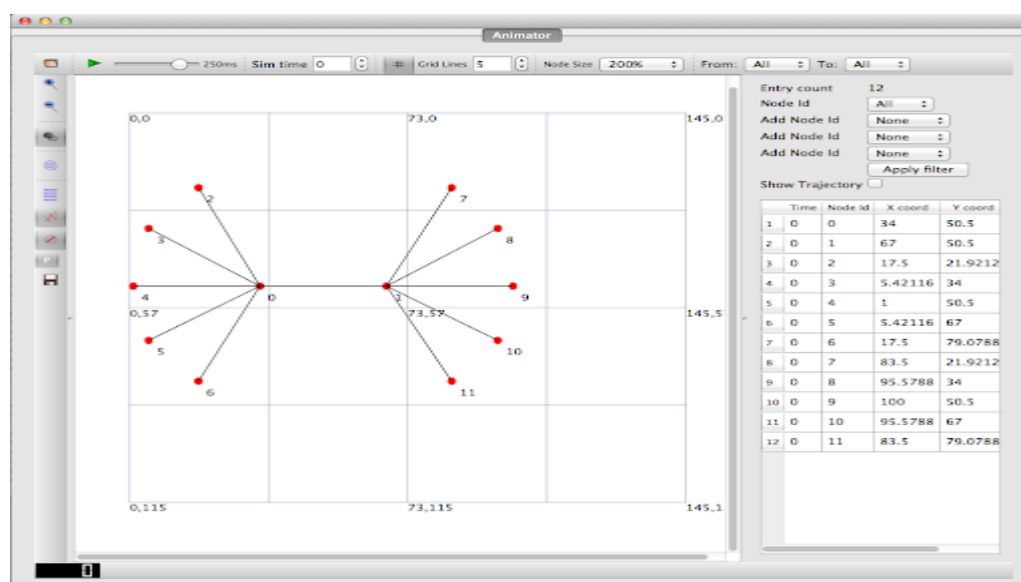 Animator
250ms Sim time 0 # Grid Lines 5 Node Size 200% From: All To: All
Entry count 12
Node Id All
Add Node Id None
Add Node Id None
Add Node Id None
Apply filter
Show Trajectory
Time Node Id X coord Y coord
1 0 0 34 50.5
2 0 1 67 50.5
3 0 2 17.5 21.9212
4 0 3 5.42116 34
5 0 4 1 50.5
6 0 5 5.42116 67
7 0 6 17.5 79.0788
8 0 7 83.5 21.9212
9 0 8 95.5788 34
10 0 9 100 50.5
11 0 10 95.5788 67
12 0 11 83.5 79.0788
0,0 73,0 145,0
2 7
3 8
4 0 1 9
0,57 73,57 145,5
5 10
6 11
0,115 73,115 145,1
0